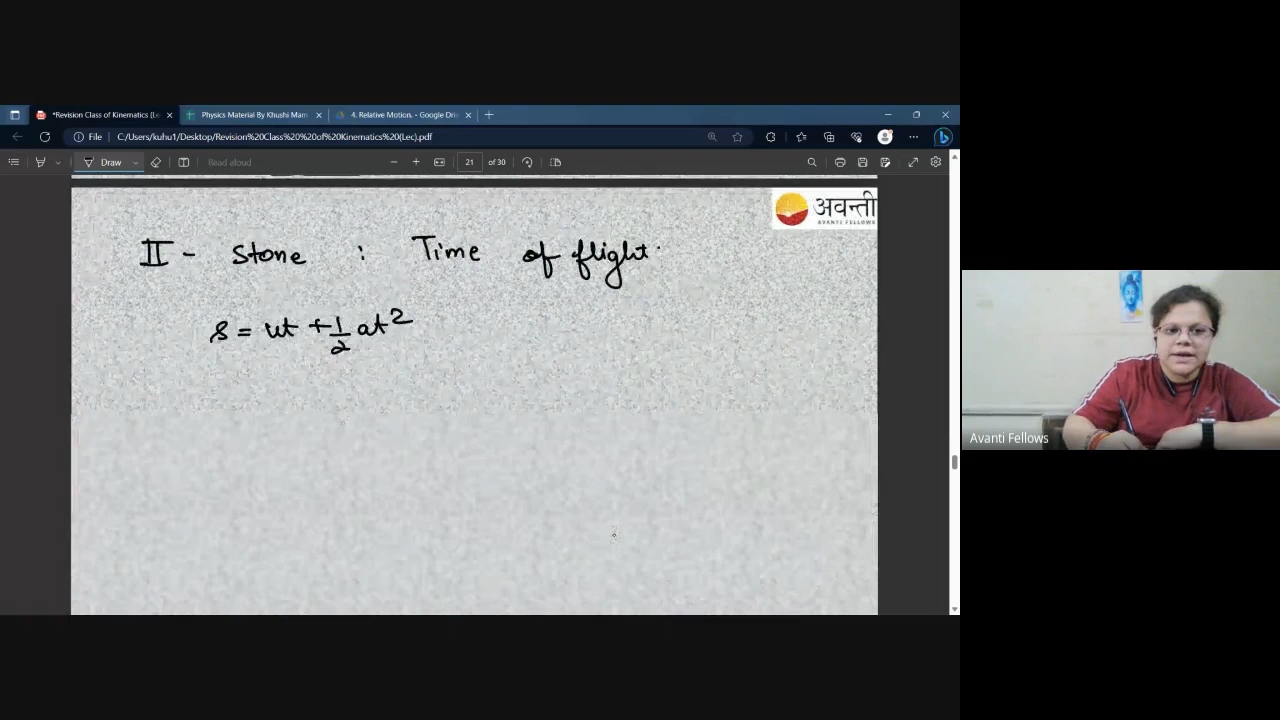 *Revision Class of Kinematics (Le
Physics Material By Khushi Mam
4. Relative Motion. - Google Dri
File
C:/Users/kuhu1/Desktop/Revision%20Class%20%20of%20Kinematics%20(Lec).pdf
Draw
Read aloud
21 of 30
अवन्ती
AVANTI FELLOWS
II - Stone : Time of flight.
s = ut + 1/2 at²
Avanti Fellows